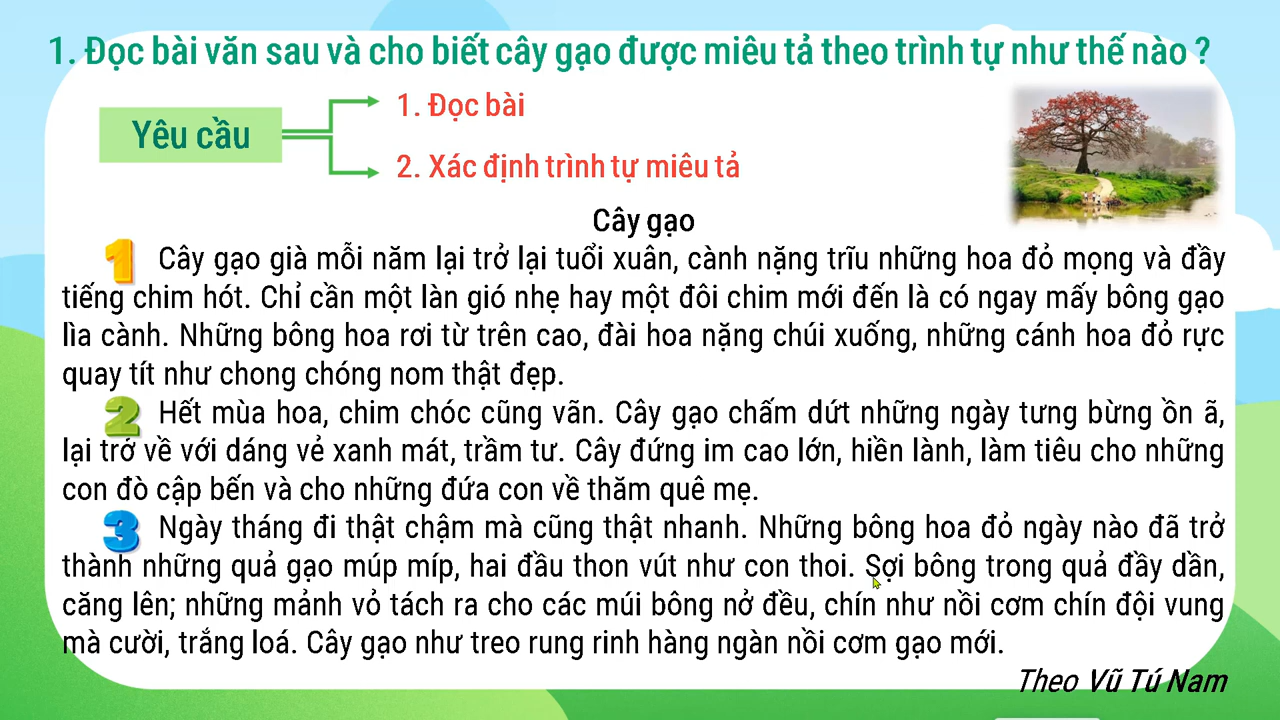 1. Đọc bài văn sau và cho biết cây gạo được miêu tả theo trình tự như thế nào ?
Yêu cầu
1. Đọc bài
2. Xác định trình tự miêu tả
Cây gạo
1 Cây gạo già mỗi năm lại trở lại tuổi xuân, cành nặng trĩu những hoa đỏ mọng và đầy
tiếng chim hót. Chỉ cần một làn gió nhẹ hay một đôi chim mới đến là có ngay mấy bông gạo
lìa cành. Những bông hoa rơi từ trên cao, đài hoa nặng chúi xuống, những cánh hoa đỏ rực
quay tít như chong chóng nom thật đẹp.
2 Hết mùa hoa, chim chóc cũng vãn. Cây gạo chấm dứt những ngày tưng bừng ồn ã,
lại trở về với dáng vẻ xanh mát, trầm tư. Cây đứng im cao lớn, hiền lành, làm tiêu cho những
con đò cập bến và cho những đứa con về thăm quê mẹ.
3 Ngày tháng đi thật chậm mà cũng thật nhanh. Những bông hoa đỏ ngày nào đã trở
thành những quả gạo múp míp, hai đầu thon vút như con thoi. Sợi bông trong quả đầy dần,
căng lên; những mảnh vỏ tách ra cho các múi bông nở đều, chín như nồi cơm chín đội vung
mà cười, trắng loá. Cây gạo như treo rung rinh hàng ngàn nồi cơm gạo mới.
Theo Vũ Tú Nam